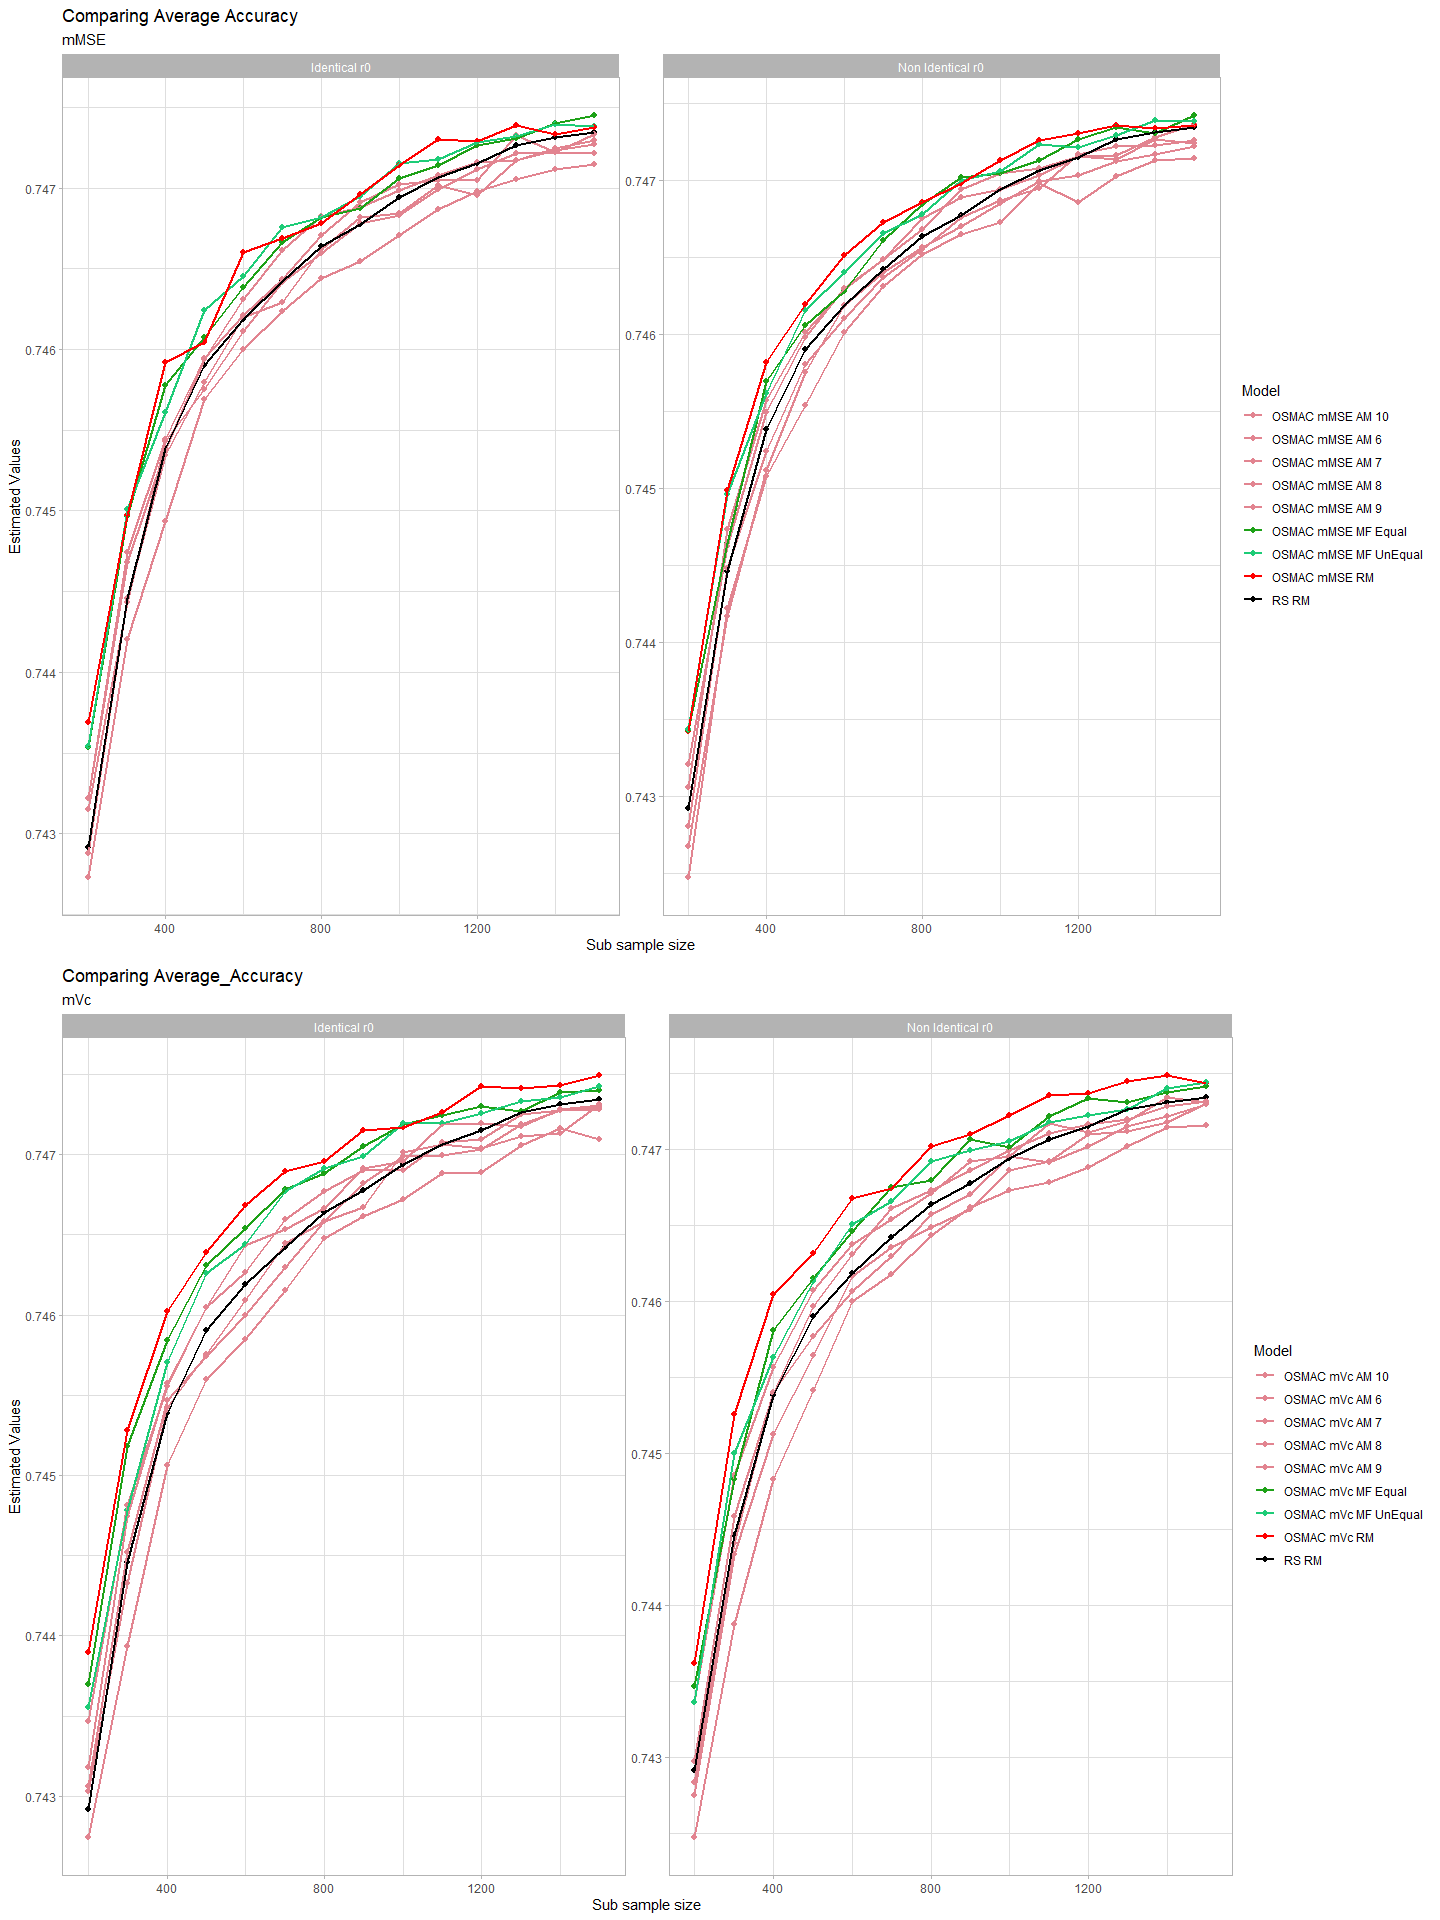 Comparing Average Accuracy
mMSE
Identical r0
Non Identical r0
0.747
0.746
0.745
0.744
0.743
0.747
0.746
0.745
0.744
0.743
Estimated Values
400
800
1200
400
800
1200
Sub sample size
Model
OSMAC mMSE AM 10
OSMAC mMSE AM 6
OSMAC mMSE AM 7
OSMAC mMSE AM 8
OSMAC mMSE AM 9
OSMAC mMSE MF Equal
OSMAC mMSE MF UnEqual
OSMAC mMSE RM
RS RM
Comparing Average_Accuracy
mVc
Identical r0
Non Identical r0
0.747
0.746
0.745
0.744
0.743
0.747
0.746
0.745
0.744
0.743
Estimated Values
400
800
1200
400
800
1200
Sub sample size
Model
OSMAC mVc AM 10
OSMAC mVc AM 6
OSMAC mVc AM 7
OSMAC mVc AM 8
OSMAC mVc AM 9
OSMAC mVc MF Equal
OSMAC mVc MF UnEqual
OSMAC mVc RM
RS RM